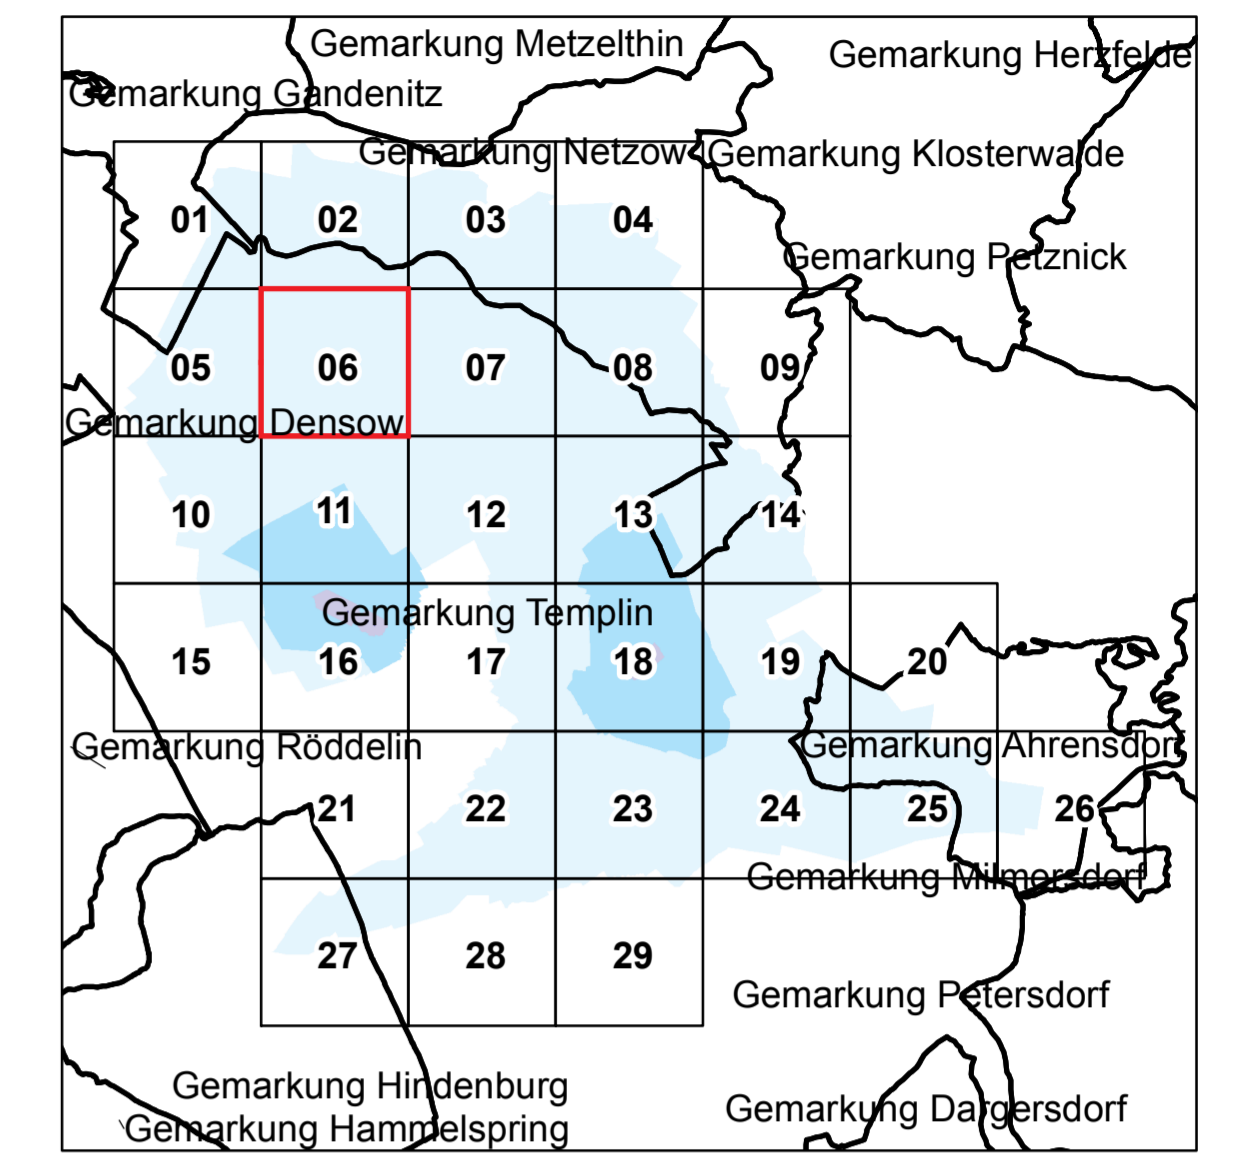 Gemarkung Metzelthin
Gemarkung Herzfelde
Gemarkung Gandenitz
Gemarkung Netzow
Gemarkung Klosterwalde
01 02 03 04
Gemarkung Petznick
05 06 07 08 09
Gemarkung Densow
10 11 12 13 14
Gemarkung Templin
15 16 17 18 19 20
Gemarkung Röddelin
Gemarkung Ahrensdorf
21 22 23 24 25 26
Gemarkung Milmersdorf
27 28 29
Gemarkung Petersdorf
Gemarkung Hindenburg
Gemarkung Dargersdorf
Gemarkung Hammelspring